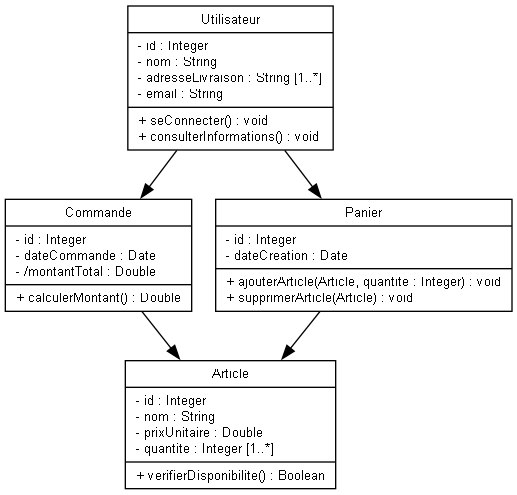 Utilisateur
- id : Integer
- nom : String
- adresseLivraison : String [1..*]
- email : String
+ seConnecter() : void
+ consulterInformations() : void
Commande
- id : Integer
- dateCommande : Date
- /montantTotal : Double
+ calculerMontant() : Double
Panier
- id : Integer
- dateCreation : Date
+ ajouterArticle(Article, quantite : Integer) : void
+ supprimerArticle(Article) : void
Article
- id : Integer
- nom : String
- prixUnitaire : Double
- quantite : Integer [1..*]
+ verifierDisponibilite() : Boolean